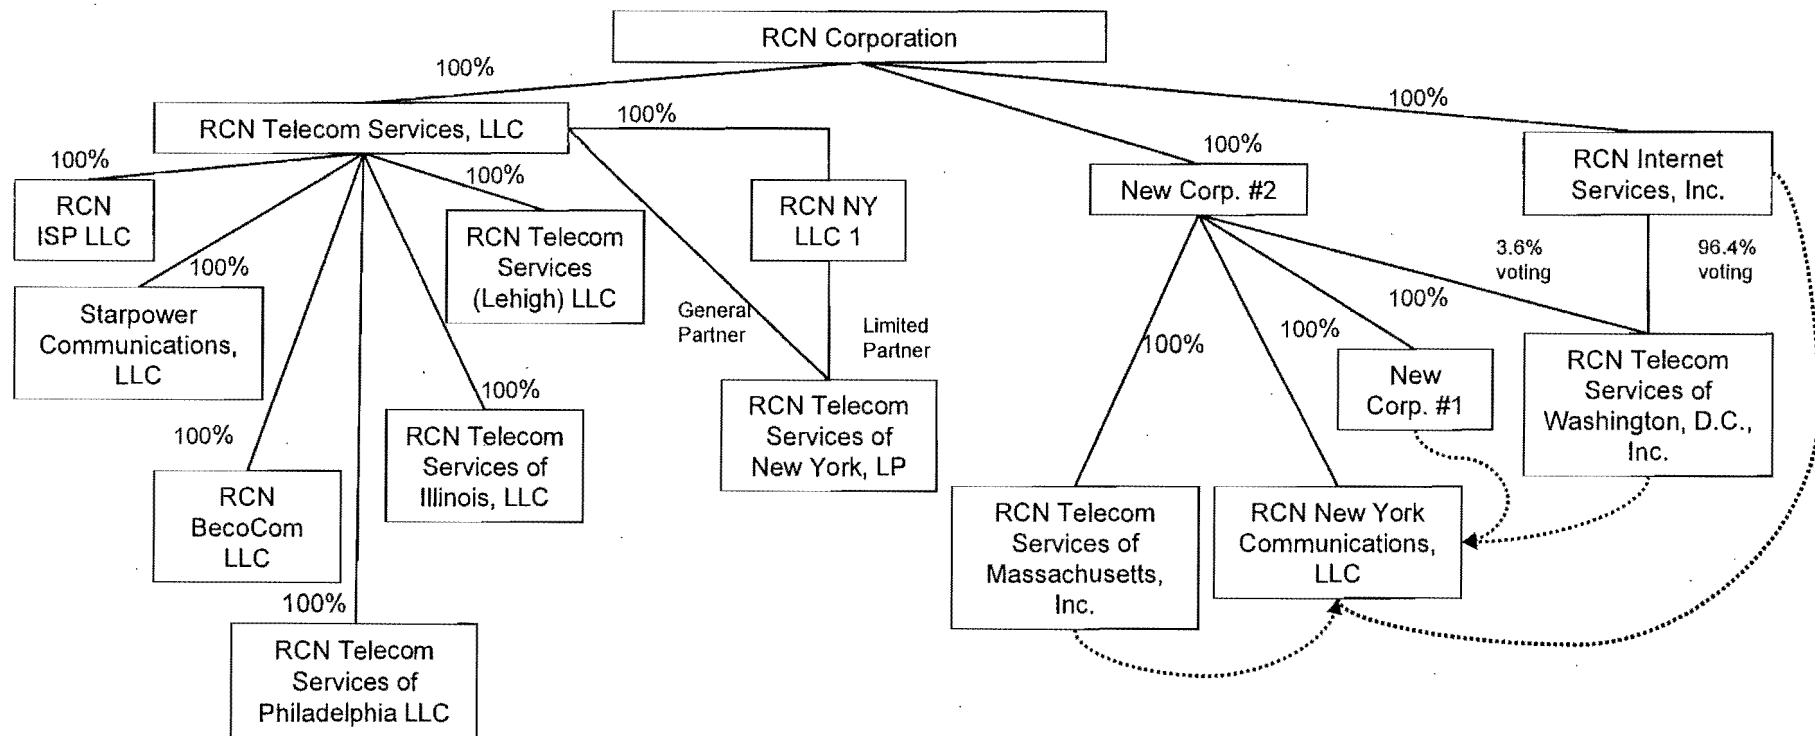 RCN Corporation
100%
RCN Telecom Services, LLC
100%
100%
100%
RCN Internet
Services, Inc.
100%
New Corp. #2
100%
RCN
ISP LLC
100%
RCN Telecom
Services
(Lehigh) LLC
RCN NY
LLC 1
3.6%
voting
96.4%
voting
100%
Starpower
Communications,
LLC
General
Partner
Limited
Partner
100%
100%
100%
New
Corp. #1
RCN Telecom
Services of
Washington, D.C.,
Inc.
100%
RCN Telecom
Services of
Illinois, LLC
RCN Telecom
Services of
New York, LP
100%
RCN
BecoCom
LLC
RCN Telecom
Services of
Massachusetts,
Inc.
RCN New York
Communications,
LLC
100%
RCN Telecom
Services of
Philadelphia LLC